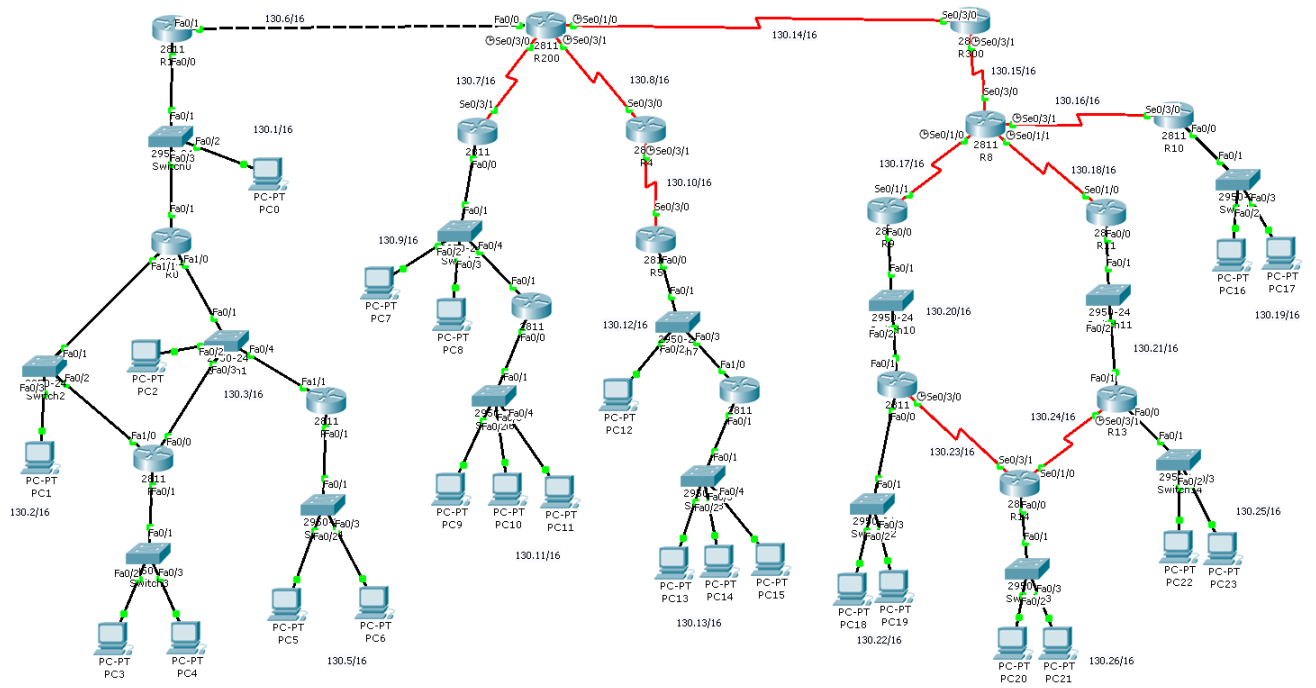 130.6/16
Fa0/1
Fa0/0
Se0/1/0
Se0/3/0
Se0/3/1
2811
R200
2811
Fa0/0
130.14/16
Se0/3/0
Se0/3/1
R300
130.7/16
130.8/16
130.15/16
130.16/16
Se0/3/1
Se0/3/0
Se0/3/0
Se0/3/1
Se0/3/0
Fa0/0
2811
R10
Se0/1/0
Se0/1/1
2811
R8
130.1/16
Fa0/1
Fa0/2
Fa0/3
Switch0
PC-PT
PC0
2811
Fa0/0
R4
Se0/3/1
130.10/16
Se0/3/0
130.17/16
130.18/16
Fa0/1
Fa0/2
Fa0/3
PC-PT
PC16
PC-PT
PC17
130.19/16
Se0/1/1
Fa0/0
R9
Se0/1/0
Fa0/0
R11
Fa0/1
Fa1/1
Fa1/0
R0
Fa0/1
130.9/16
Fa0/2
Fa0/3
Fa0/4
PC-PT
PC7
PC-PT
PC8
Fa0/0
R5
Fa0/1
2811
Fa0/0
130.12/16
Fa0/2
Fa0/3
Fa0/1
2950-24
130.20/16
Fa0/2
Fa0/1
2950-24
Fa0/2
130.21/16
Fa0/1
Fa0/2
Fa0/3
Switch2
PC-PT
PC1
130.2/16
PC-PT
PC2
Fa0/1
Fa0/2
Fa0/4
Fa0/3
130.3/16
Fa1/1
2811
Fa0/1
Fa1/0
Fa0/0
2811
Fa0/1
Fa0/1
Fa0/4
Fa0/2
PC-PT
PC9
PC-PT
PC10
PC-PT
PC11
130.11/16
PC-PT
PC12
Fa1/0
2811
Fa0/1
Fa0/1
Fa0/4
PC-PT
PC13
PC-PT
PC14
PC-PT
PC15
130.13/16
Fa0/1
2811
Fa0/0
Se0/3/0
130.23/16
130.24/16
Fa0/1
Fa0/0
Se0/3/1
R13
Se0/3/1
Se0/1/0
Fa0/0
R14
Fa0/1
Fa0/2
Switch14
130.25/16
PC-PT
PC22
PC-PT
PC23
Fa0/1
Fa0/2
Fa0/3
Switch3
PC-PT
PC3
PC-PT
PC4
Fa0/1
Fa0/3
PC-PT
PC5
PC-PT
PC6
130.5/16
Fa0/1
Fa0/2
Fa0/3
PC-PT
PC18
PC-PT
PC19
130.22/16
Fa0/1
Fa0/3
Fa0/2
PC-PT
PC20
PC-PT
PC21
130.26/16